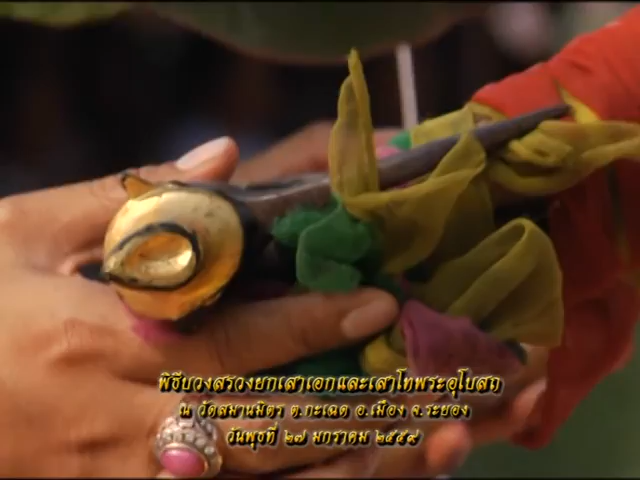 พิธีบวงสรวงยกเสาเอกและเสาโทพระอุโบสถ
ณ วัดสมานมิตร ต.กะเฉด อ.เมือง จ.ระยอง
วันพุธที่ ๒๗ มกราคม ๒๕๕๙